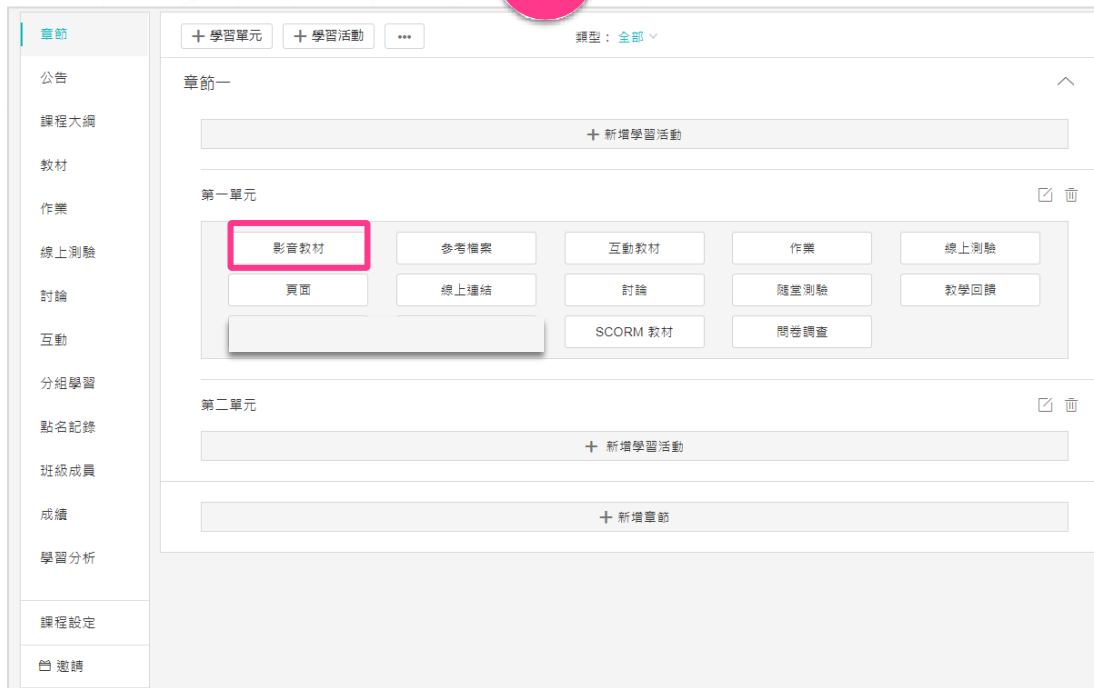 章節
公告
課程大綱
教材
作業
線上測驗
討論
互動
分組學習
點名記錄
班級成員
成績
學習分析
課程設定
邀請
+ 學習單元 + 學習活動 ••• 類型： 全部
章節一
+ 新增學習活動
第一單元
影音教材 參考檔案 互動教材 作業 線上測驗
頁面 線上連結 討論 隨堂測驗 教學回饋
SCORM 教材 問卷調查
第二單元
+ 新增學習活動
+ 新增章節